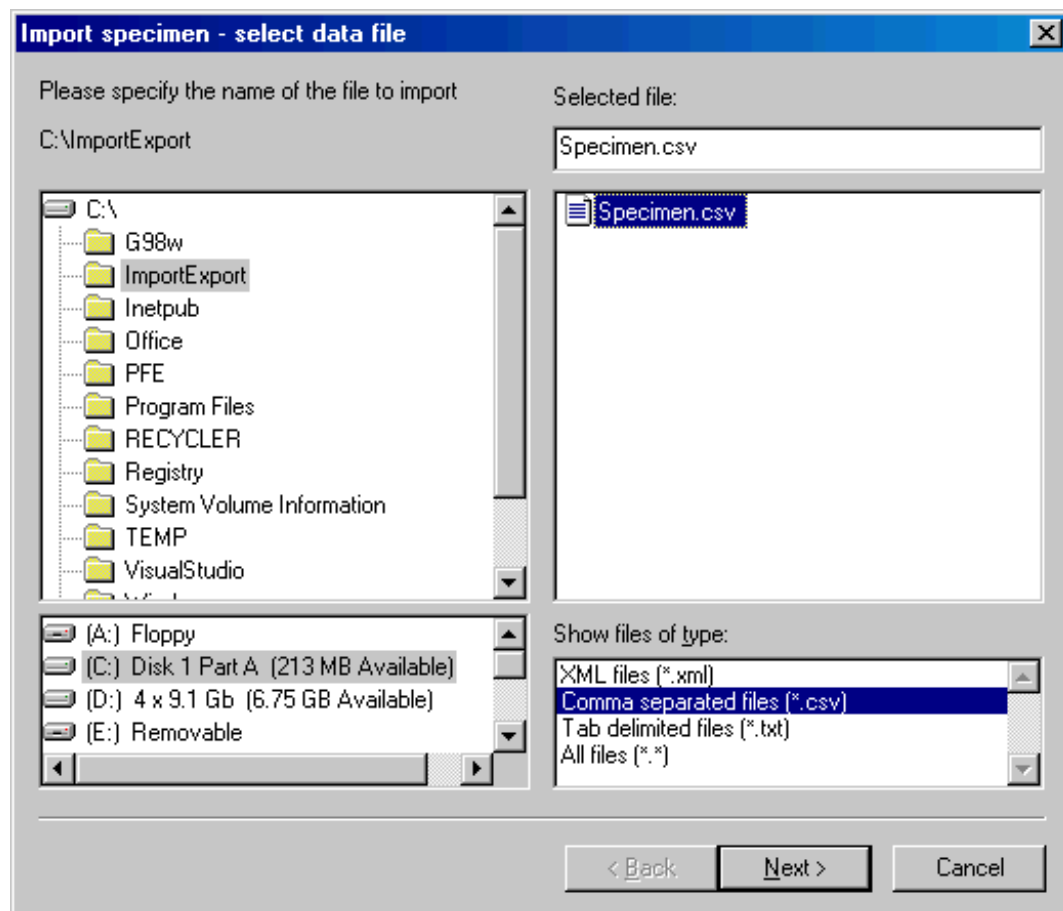 Import specimen - select data file
Please specify the name of the file to import
C:\ImportExport
C:\
G98w
ImportExport
Inetpub
Office
PFE
Program Files
RECYCLER
Registry
System Volume Information
TEMP
VisualStudio
(A:) Floppy
(C:) Disk 1 Part A (213 MB Available)
(D:) 4 x 9.1 Gb (6.75 GB Available)
(E:) Removable
Selected file:
Specimen.csv
Specimen.csv
Show files of type:
XML files (*.xml)
Comma separated files (*.csv)
Tab delimited files (*.txt)
All files (*.*)
< Back
Next >
Cancel